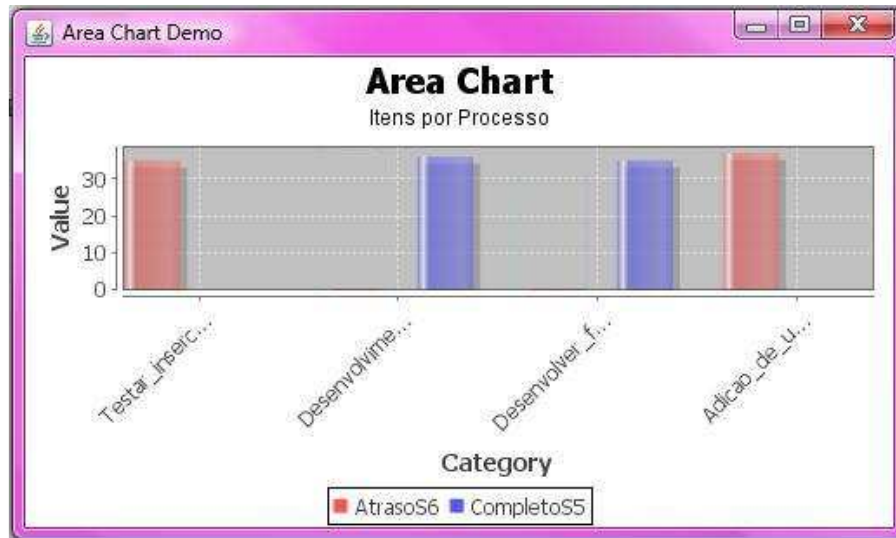 Area Chart Demo
Area Chart
Itens por Processo
Value
30
20
10
0
Testar_inserc...
Desenvolvime...
Desenvolver_f...
Adicao_de_u...
Category
AtrasoS6 CompletoS5